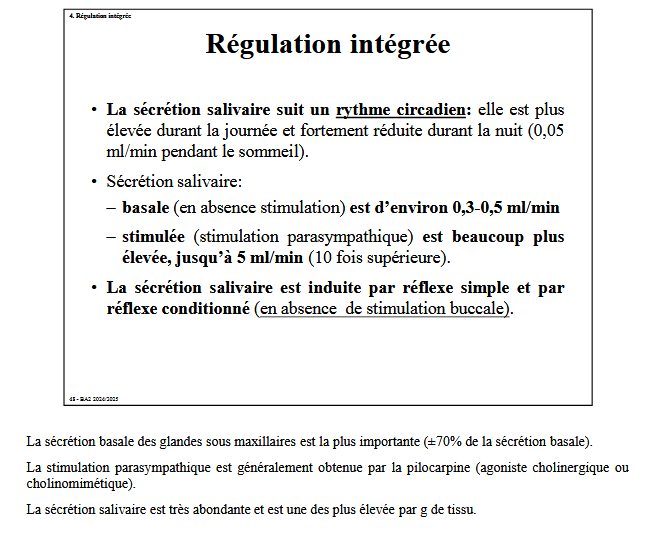 4. Régulation intégrée
Régulation intégrée
• La sécrétion salivaire suit un rythme circadien: elle est plus
élevée durant la journée et fortement réduite durant la nuit (0,05
ml/min pendant le sommeil).
• Sécrétion salivaire:
– basale (en absence stimulation) est d’environ 0,3-0,5 ml/min
– stimulée (stimulation parasympathique) est beaucoup plus
élevée, jusqu’à 5 ml/min (10 fois supérieure).
• La sécrétion salivaire est induite par réflexe simple et par
réflexe conditionné (en absence de stimulation buccale).
48 - BA2 2024/2025
La sécrétion basale des glandes sous maxillaires est la plus importante (±70% de la sécrétion basale).
La stimulation parasympathique est généralement obtenue par la pilocarpine (agoniste cholinergique ou
cholinomimétique).
La sécrétion salivaire est très abondante et est une des plus élevée par g de tissu.